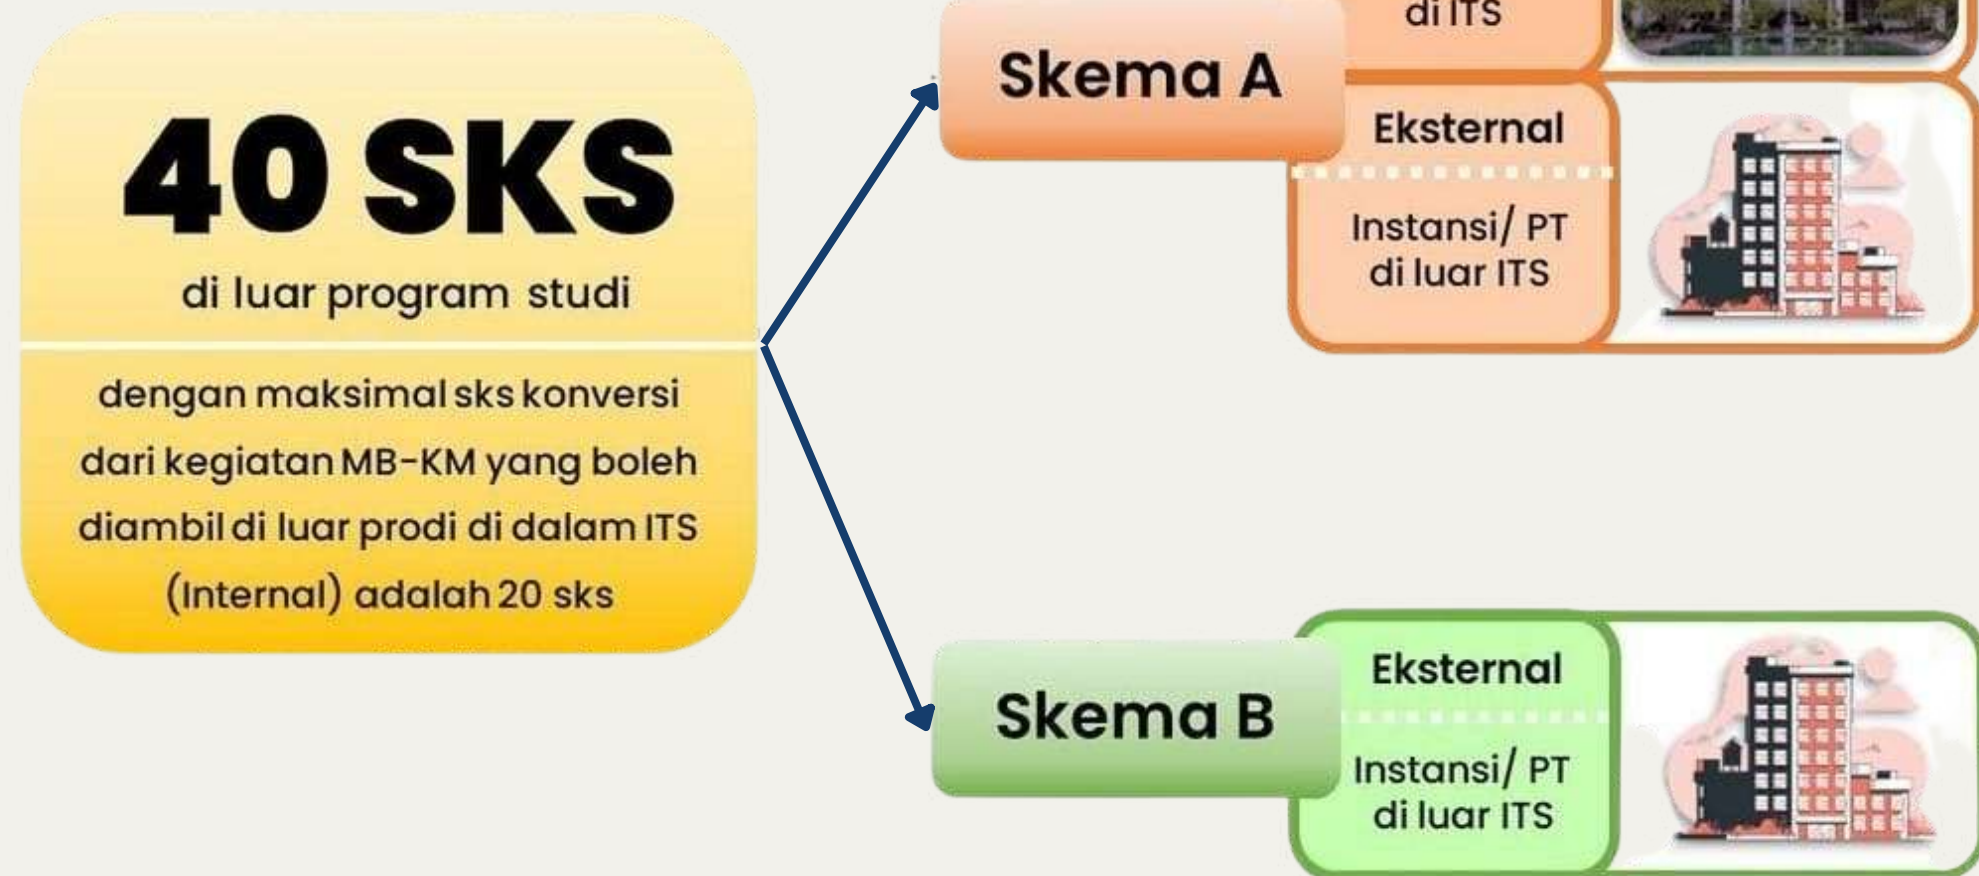 40 SKS
di luar program studi
dengan maksimal sks konversi
dari kegiatan MB-KM yang boleh
diambil di luar prodi di dalam ITS
(Internal) adalah 20 sks
Skema A
di ITS
Eksternal
Instansi/ PT
di luar ITS
Skema B
Eksternal
Instansi/ PT
di luar ITS